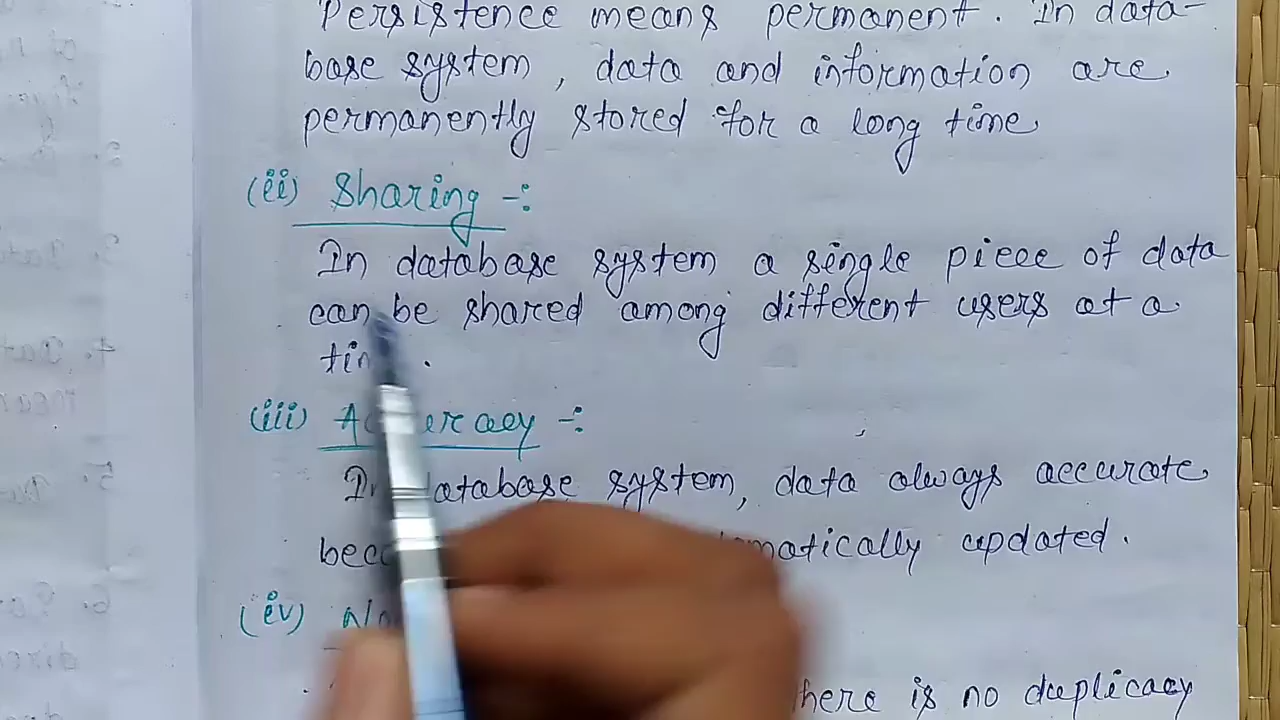 Persistence means permanent. In data-
base system, data and information are
permanently stored for a long time
(ii) Sharing -:
In database system a single piece of data
can be shared among different users at a
(iii) -:
database system, data always accurate
updated.
(iv)
there is no duplicacy